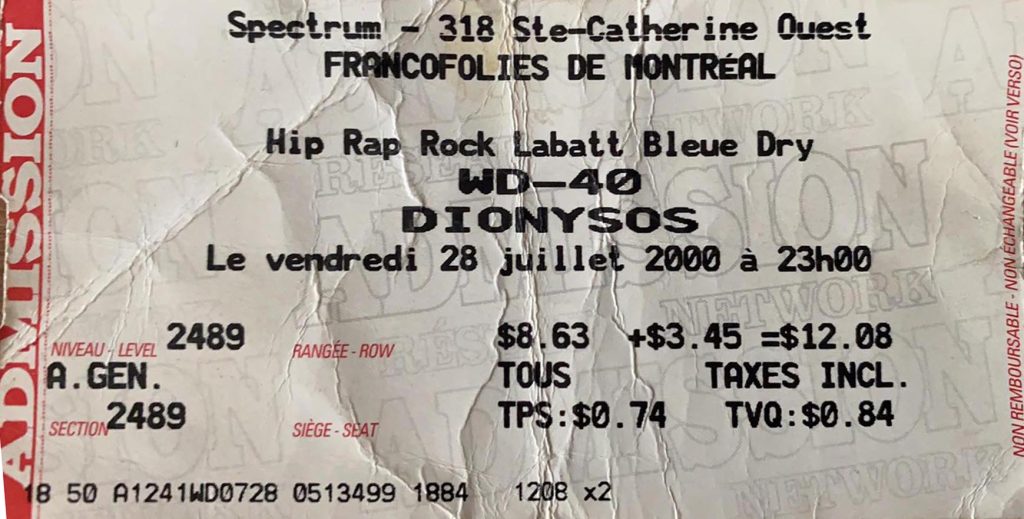 ADMISSION
Spectrum - 318 Ste-Catherine Ouest
FRANCOFOLIES DE MONTRÉAL
Hip Rap Rock Labatt Bleue Dry
WD-40
DIONYSOS
Le vendredi 28 juillet 2000 à 23h00
NIVEAU - LEVEL 2489 RANGÉE - ROW $8.63 +$3.45 =$12.08
A.GEN. TOUS TAXES INCL.
SECTION 2489 SIÈGE - SEAT TPS:$0.74 TVQ:$0.84
18 50 A1241WD0728 0513499 1884 1208 x2
NON REMBOURSABLE - NON ÉCHANGEABLE (VOIR VERSO)